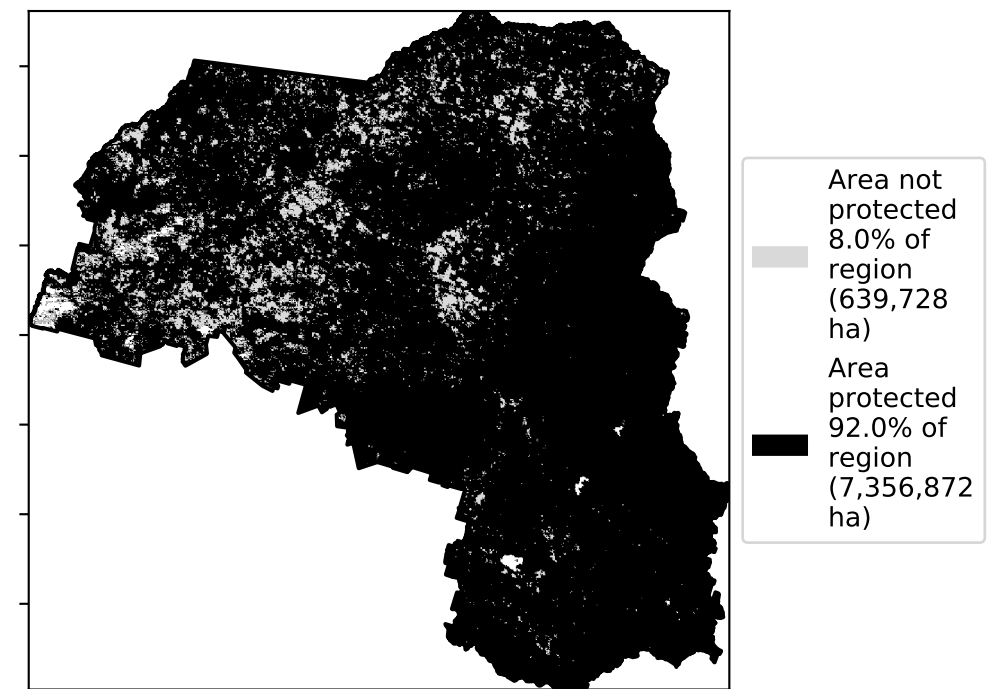 Area not
protected
8.0% of
region
(639,728
ha)
Area
protected
92.0% of
region
(7,356,872
ha)